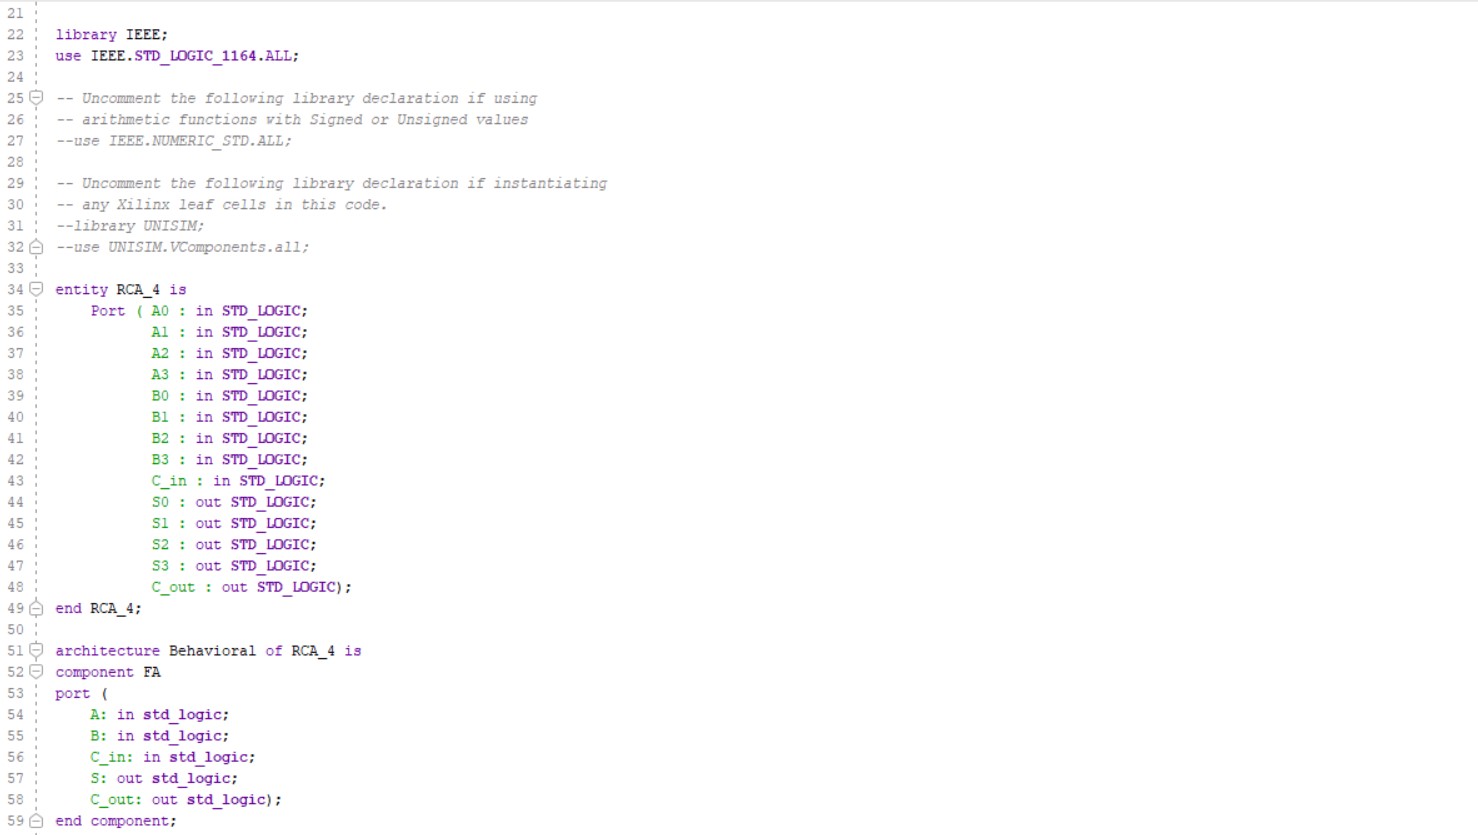 21
22 library IEEE;
23 use IEEE.STD_LOGIC_1164.ALL;
24
25 -- Uncomment the following library declaration if using
26 -- arithmetic functions with Signed or Unsigned values
27 --use IEEE.NUMERIC_STD.ALL;
28
29 -- Uncomment the following library declaration if instantiating
30 -- any Xilinx leaf cells in this code.
31 --library UNISIM;
32 --use UNISIM.VComponents.all;
33
34 entity RCA_4 is
35     Port ( A0 : in STD_LOGIC;
36            A1 : in STD_LOGIC;
37            A2 : in STD_LOGIC;
38            A3 : in STD_LOGIC;
39            B0 : in STD_LOGIC;
40            B1 : in STD_LOGIC;
41            B2 : in STD_LOGIC;
42            B3 : in STD_LOGIC;
43            C_in : in STD_LOGIC;
44            S0 : out STD_LOGIC;
45            S1 : out STD_LOGIC;
46            S2 : out STD_LOGIC;
47            S3 : out STD_LOGIC;
48            C_out : out STD_LOGIC);
49 end RCA_4;
50
51 architecture Behavioral of RCA_4 is
52 component FA
53 port (
54     A: in std_logic;
55     B: in std_logic;
56     C_in: in std_logic;
57     S: out std_logic;
58     C_out: out std_logic);
59 end component;